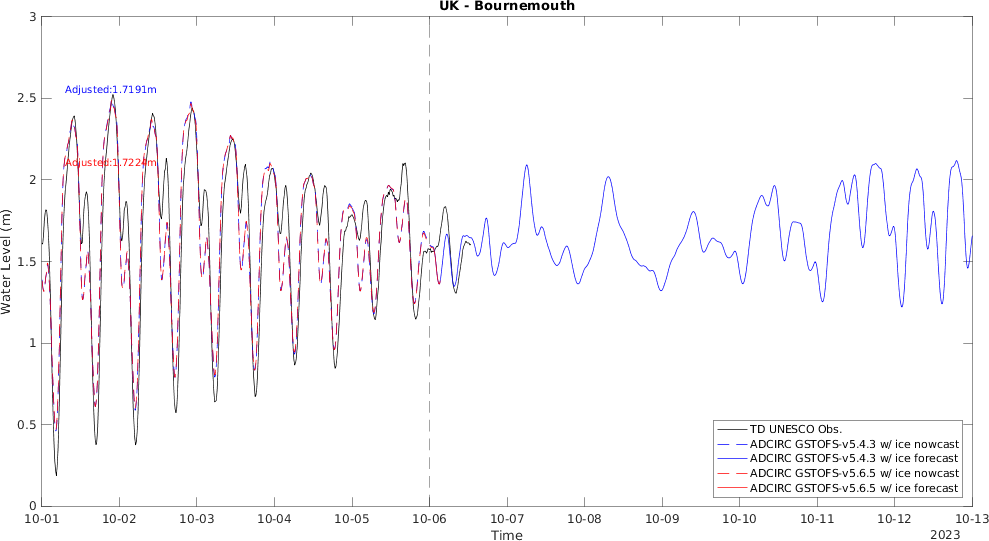 UK - Bournemouth
3
2.5
2
1.5
1
0.5
0
Water Level (m)
Adjusted:1.7191m
Adjusted:1.7224m
TD UNESCO Obs.
ADCIRC GSTOFS-v5.4.3 w/ ice nowcast
ADCIRC GSTOFS-v5.4.3 w/ ice forecast
ADCIRC GSTOFS-v5.6.5 w/ ice nowcast
ADCIRC GSTOFS-v5.6.5 w/ ice forecast
10-01 10-02 10-03 10-04 10-05 10-06 10-07 10-08 10-09 10-10 10-11 10-12 10-13
Time
2023